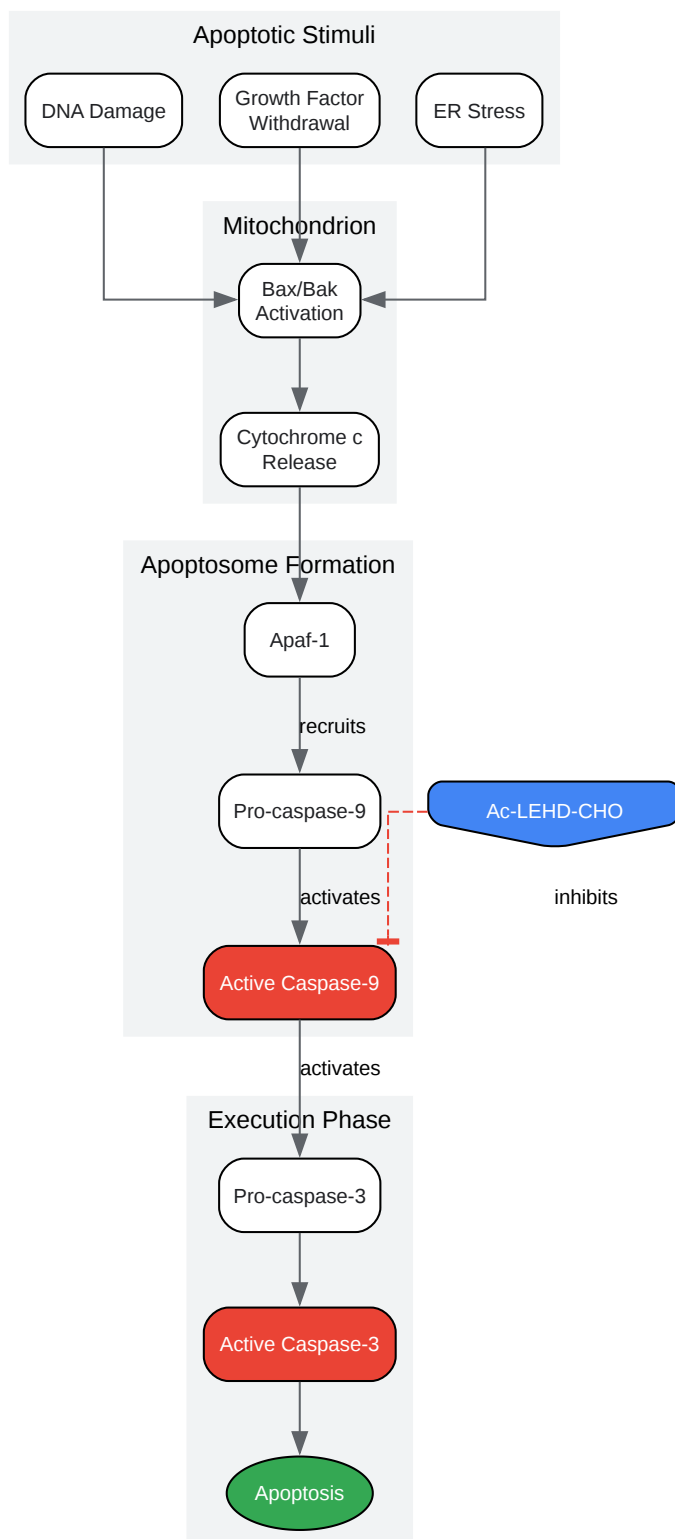 Apoptotic Stimuli
DNA Damage
Growth Factor
Withdrawal
ER Stress
Mitochondrion
Bax/Bak
Activation
Cytochrome c
Release
Apoptosome Formation
Apaf-1
recruits
Pro-caspase-9
Ac-LEHD-CHO
activates
inhibits
Active Caspase-9
activates
Execution Phase
Pro-caspase-3
Active Caspase-3
Apoptosis